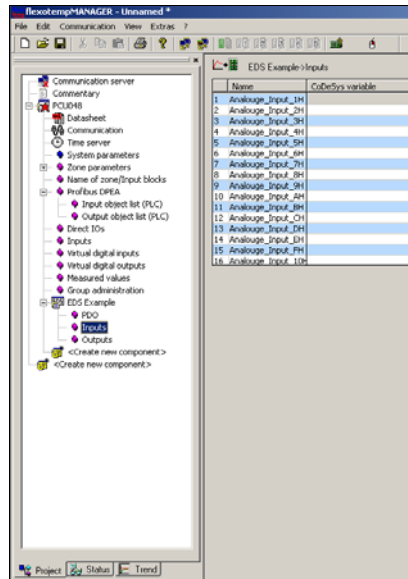 flexotempMANAGER - Unnamed *
File Edit Communication View Extras ?
EDS Example->Inputs
Communication server
Commentary
PCU048
Datasheet
Communication
Time server
System parameters
Zone parameters
Name of zone/Input blocks
Profibus DPEA
Input object list (PLC)
Output object list (PLC)
Direct IOs
Inputs
Virtual digital inputs
Virtual digital outputs
Measured values
Group administration
EDS Example
PDO
Inputs
Outputs
<Create new component>
<Create new component>
Name CoDeSys variable
1 Analouge_Input_1H
2 Analouge_Input_2H
3 Analouge_Input_3H
4 Analouge_Input_4H
5 Analouge_Input_5H
6 Analouge_Input_6H
7 Analouge_Input_7H
8 Analouge_Input_8H
9 Analouge_Input_9H
10 Analouge_Input_AH
11 Analouge_Input_BH
12 Analouge_Input_CH
13 Analouge_Input_DH
14 Analouge_Input_EH
15 Analouge_Input_FH
16 Analouge_Input_10H
Project Status Trend